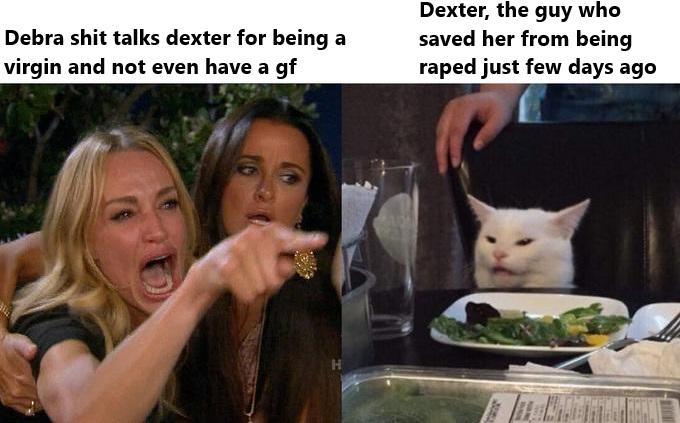 Debra shit talks dexter for being a
virgin and not even have a gf
Dexter, the guy who
saved her from being
raped just few days ago